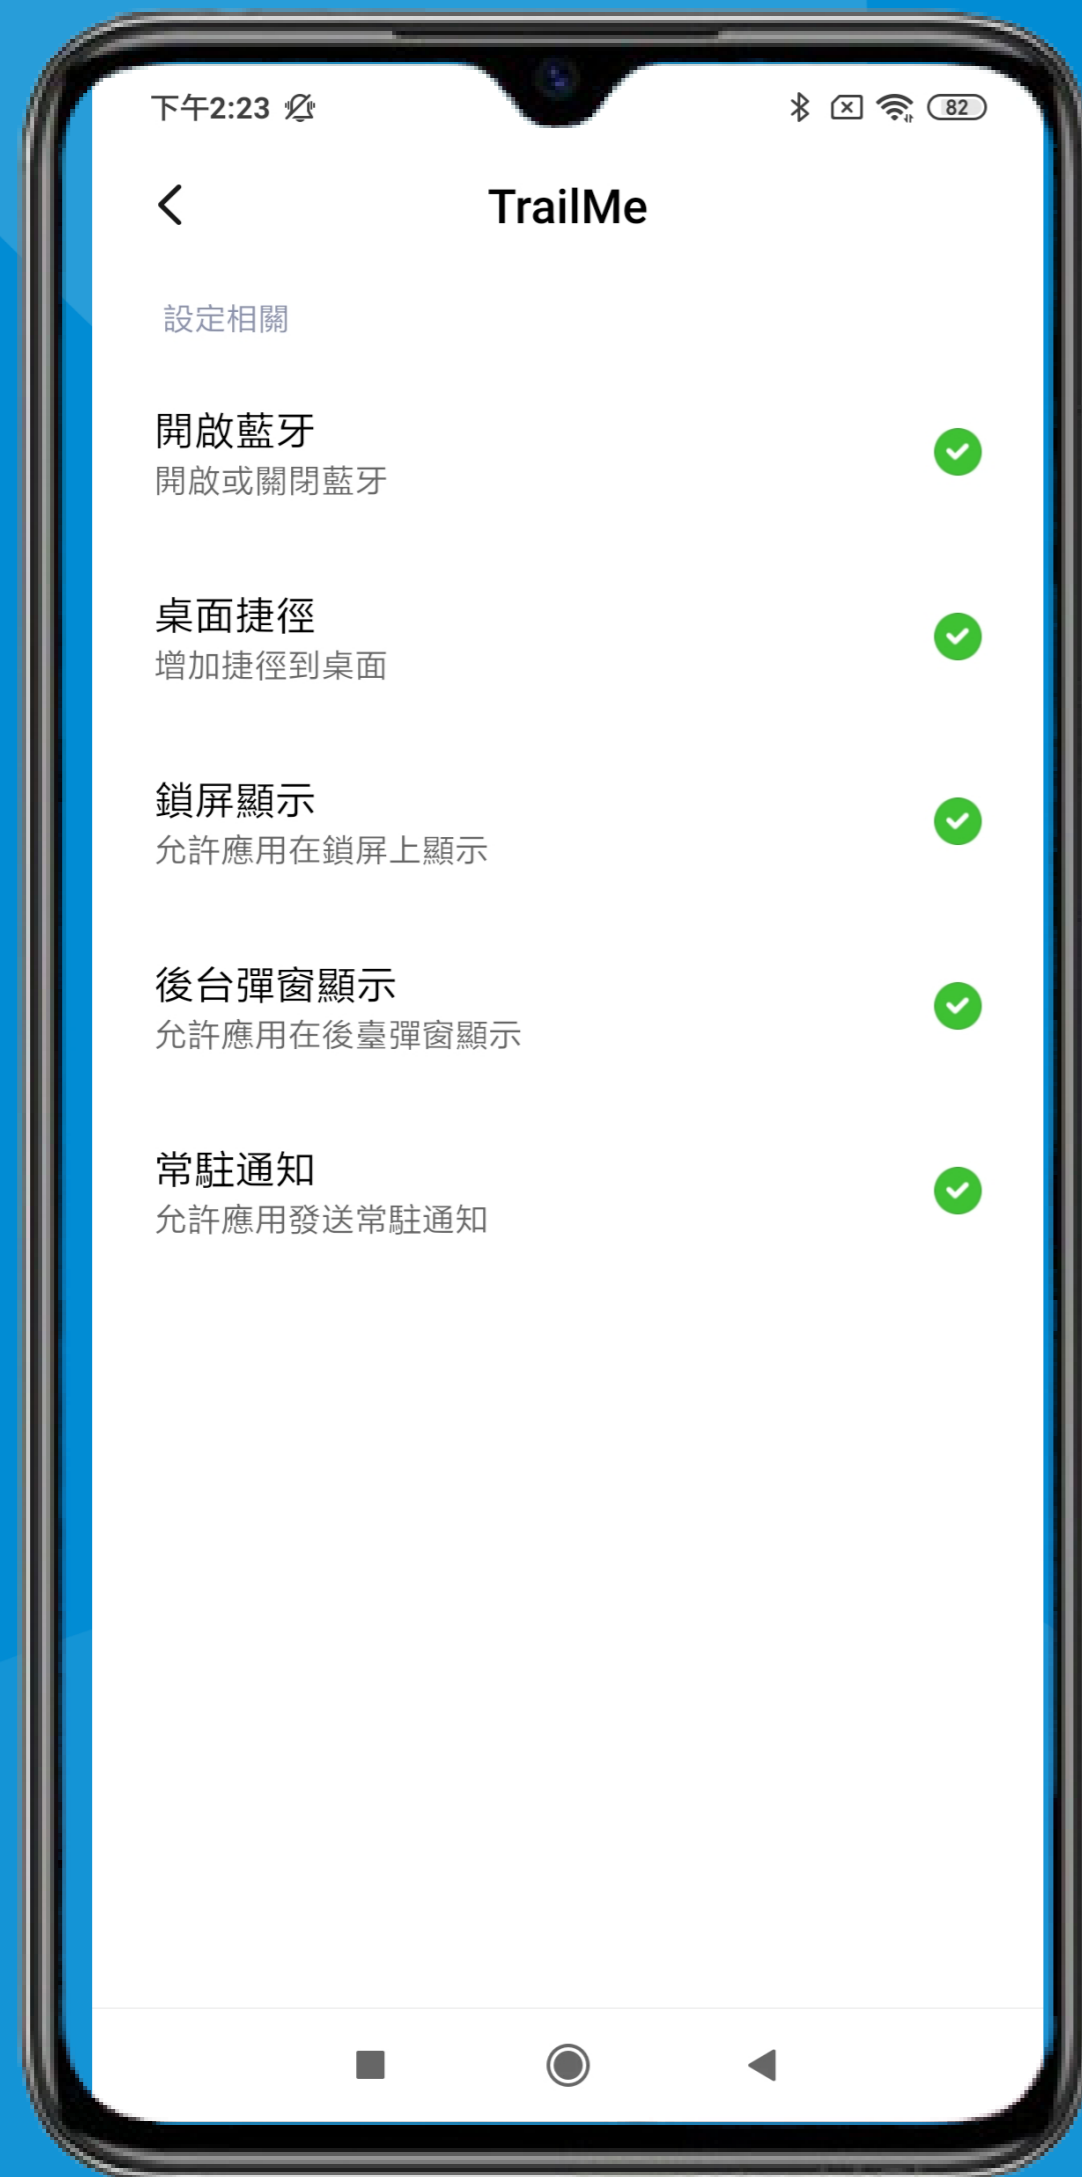 下午2:23
82
TrailMe
設定相關
開啟藍牙
開啟或關閉藍牙
桌面捷徑
增加捷徑到桌面
鎖屏顯示
允許應用在鎖屏上顯示
後台彈窗顯示
允許應用在後臺彈窗顯示
常駐通知
允許應用發送常駐通知